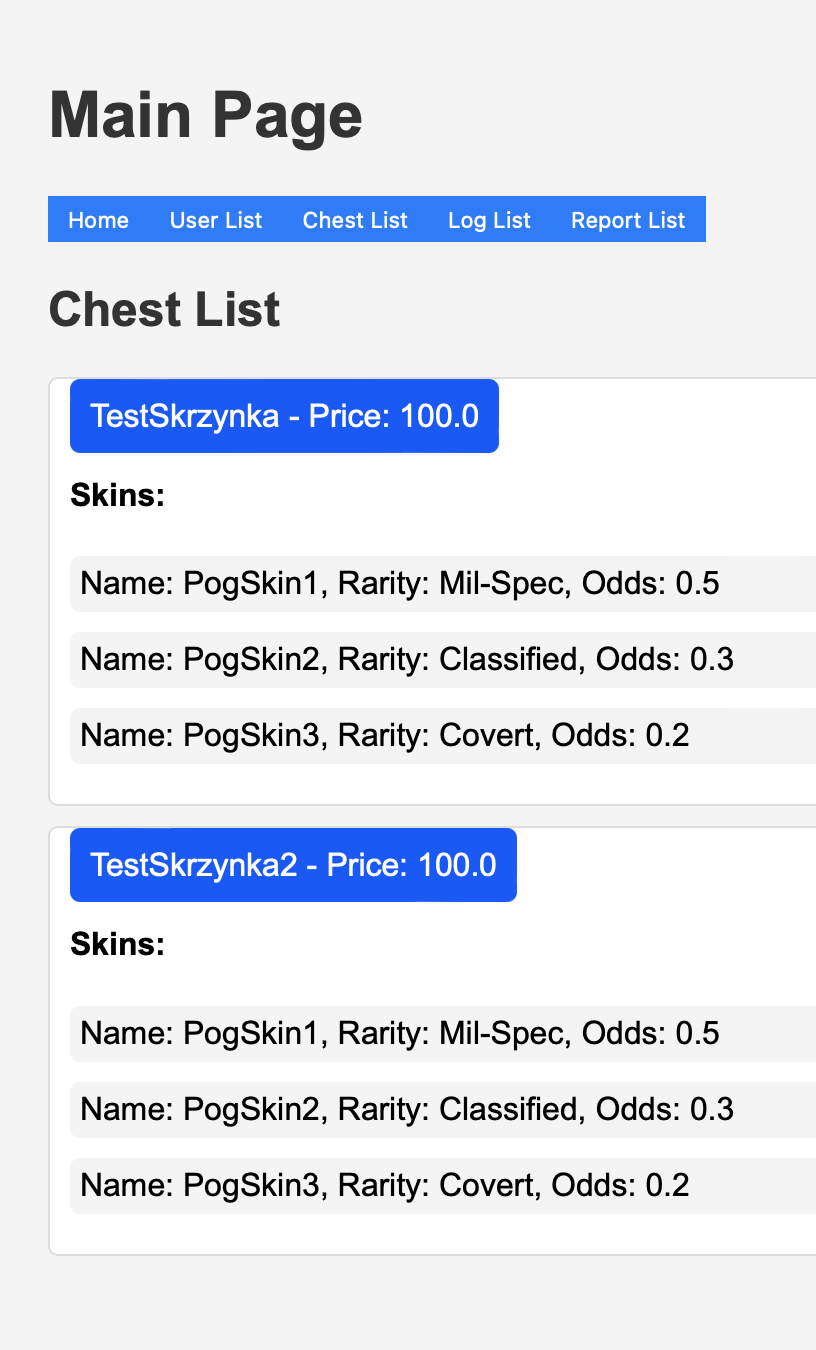 Main Page
Home User List Chest List Log List Report List
Chest List
TestSkrzynka - Price: 100.0
Skins:
Name: PogSkin1, Rarity: Mil-Spec, Odds: 0.5
Name: PogSkin2, Rarity: Classified, Odds: 0.3
Name: PogSkin3, Rarity: Covert, Odds: 0.2
TestSkrzynka2 - Price: 100.0
Skins:
Name: PogSkin1, Rarity: Mil-Spec, Odds: 0.5
Name: PogSkin2, Rarity: Classified, Odds: 0.3
Name: PogSkin3, Rarity: Covert, Odds: 0.2